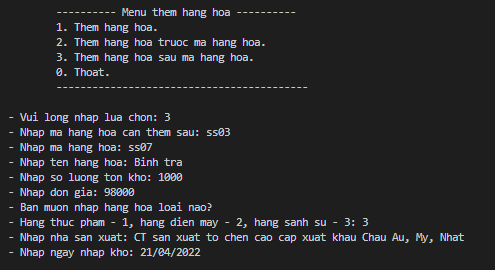 ---------- Menu them hang hoa ----------
1. Them hang hoa.
2. Them hang hoa truoc ma hang hoa.
3. Them hang hoa sau ma hang hoa.
0. Thoat.
----------------------------------------
- Vui long nhap lua chon: 3
- Nhap ma hang hoa can them sau: ss03
- Nhap ma hang hoa: ss07
- Nhap ten hang hoa: Binh tra
- Nhap so luong ton kho: 1000
- Nhap don gia: 98000
- Ban muon nhap hang hoa loai nao?
- Hang thuc pham - 1, hang dien may - 2, hang sanh su - 3: 3
- Nhap nha san xuat: CT san xuat to chen cao cap xuat khau Chau Au, My, Nhat
- Nhap ngay nhap kho: 21/04/2022